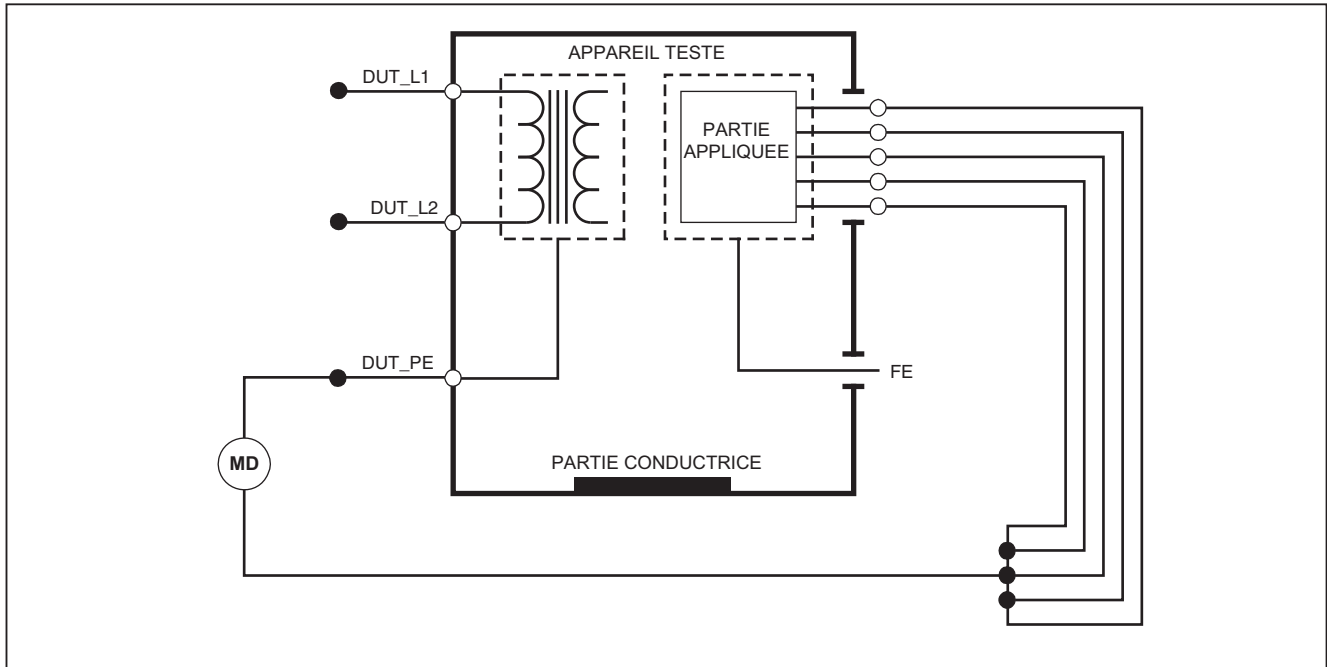 APPAREIL TESTE
DUT_L1
PARTIE
APPLIQUEE
DUT_L2
DUT_PE
FE
MD
PARTIE CONDUCTRICE